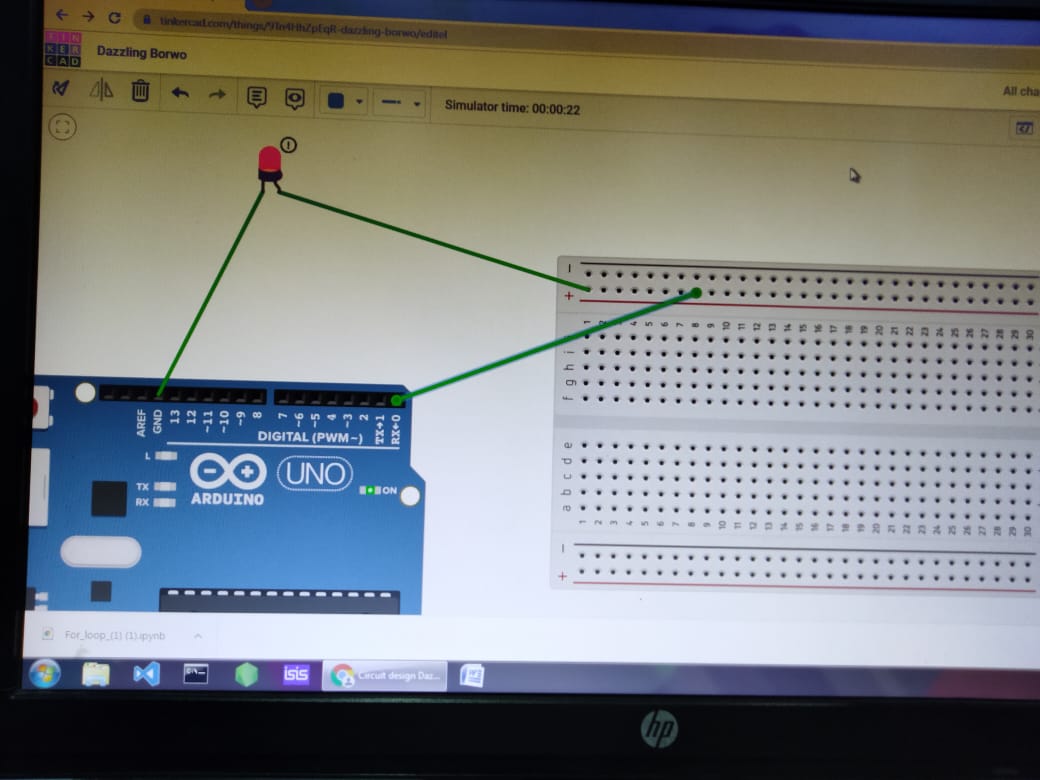 tinkercad.com/things/
-dazzling-borwo/editel
TIN
KER
CAD
Dazzling Borwo
All cha
Simulator time: 00:00:22
−
+
1 2 3 4 5 6 7 8 9 10 11 12 13 14 15 16 17 18 19 20 21 22 23 24 25 26 27 28 29 30
j
i
h
g
f
AREF
GND
13
12
~11
~10
~9
8
7
~6
~5
4
~3
2
TX→1
RX←0
DIGITAL (PWM~)
L
TX
RX
UNO
ARDUINO
ON
e
d
c
b
a
1 2 3 4 5 6 7 8 9 10 11 12 13 14 15 16 17 18 19 20 21 22 23 24 25 26 27 28 29 30
−
+
For_loop_(1) (1).ipynb
isis
Circuit design Daz...
hp